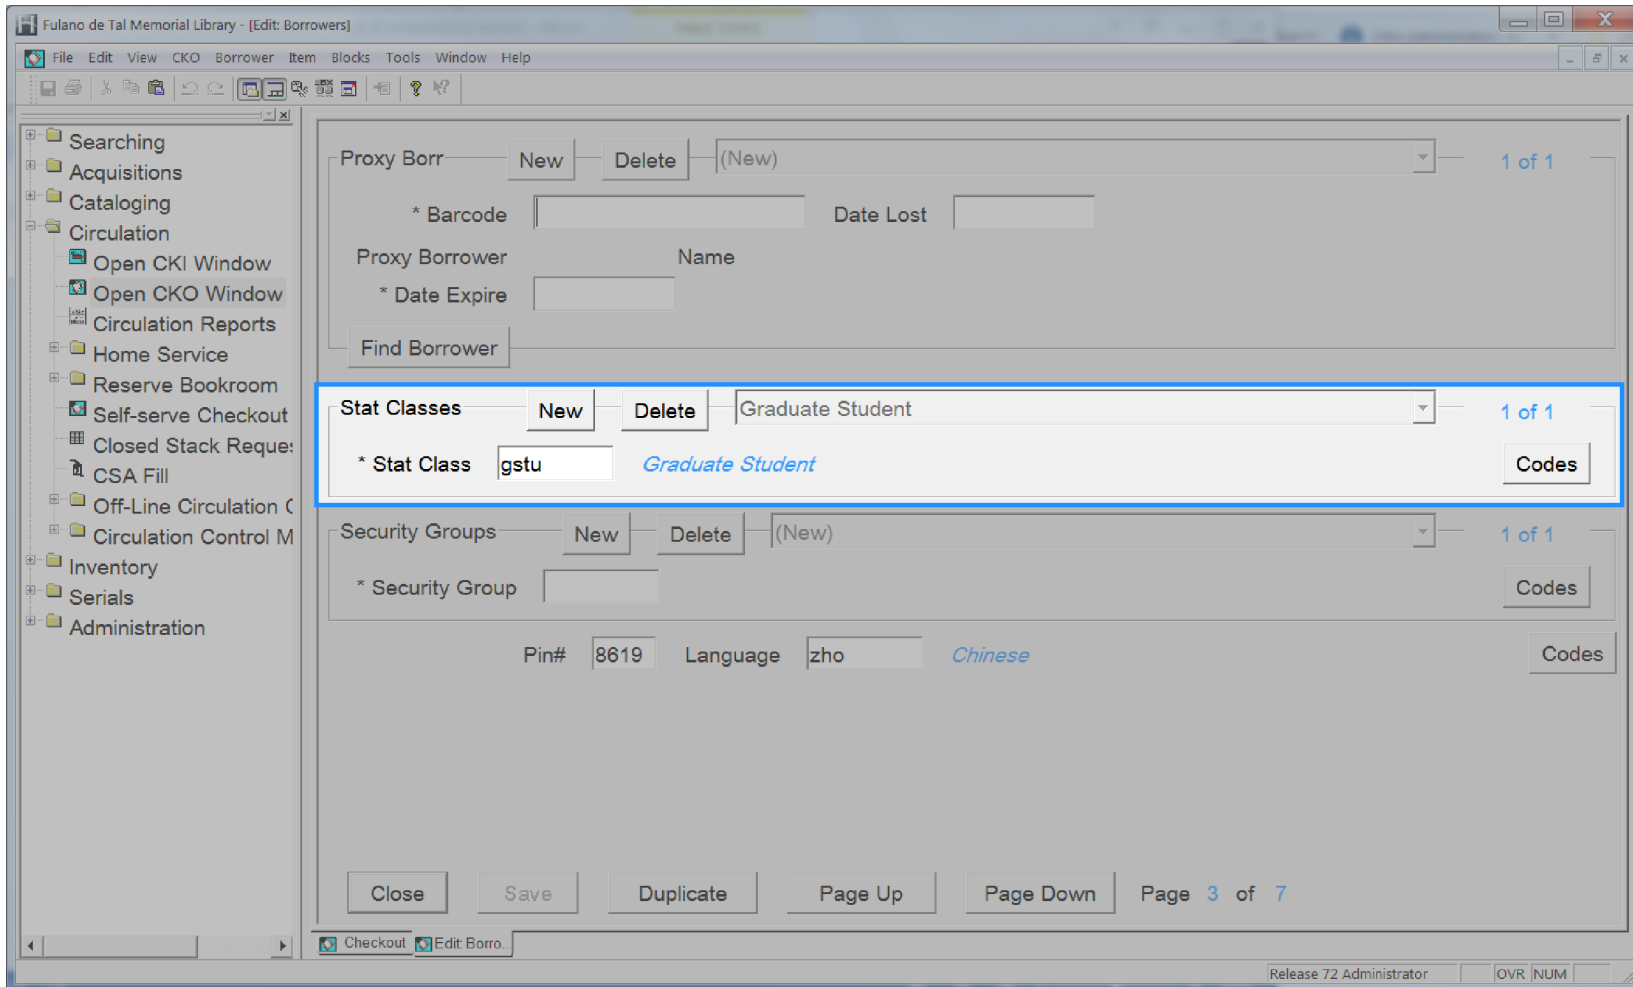 Fulano de Tal Memorial Library - [Edit: Borrowers]
File Edit View CKO Borrower Item Blocks Tools Window Help
Searching
Acquisitions
Cataloging
Circulation
Open CKI Window
Open CKO Window
Circulation Reports
Home Service
Reserve Bookroom
Self-serve Checkout
Closed Stack Reque
CSA Fill
Off-Line Circulation
Circulation Control M
Inventory
Serials
Administration
Proxy Borr New Delete (New) 1 of 1
* Barcode Date Lost
Proxy Borrower Name
* Date Expire
Find Borrower
Stat Classes New Delete Graduate Student 1 of 1
* Stat Class gstu Graduate Student Codes
Security Groups New Delete (New) 1 of 1
* Security Group Codes
Pin# 8619 Language zho Chinese Codes
Close Save Duplicate Page Up Page Down Page 3 of 7
Checkout Edit: Borro...
Release 72 Administrator OVR NUM